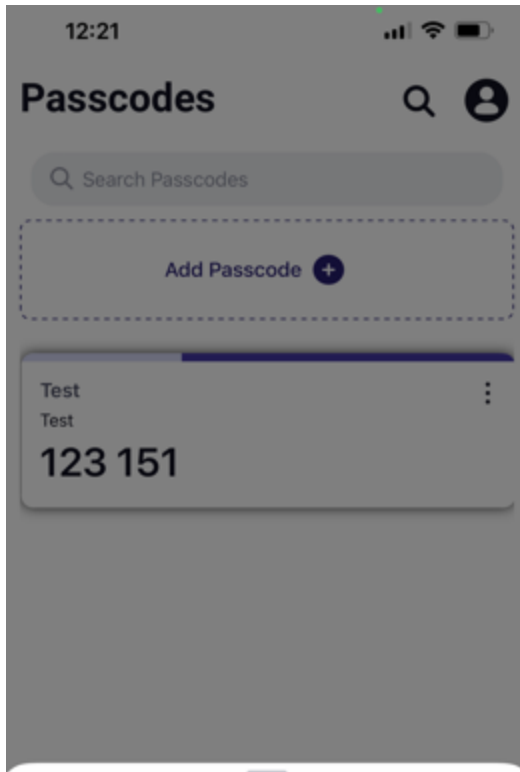 12:21
Passcodes
Search Passcodes
Add Passcode
Test
Test
123 151